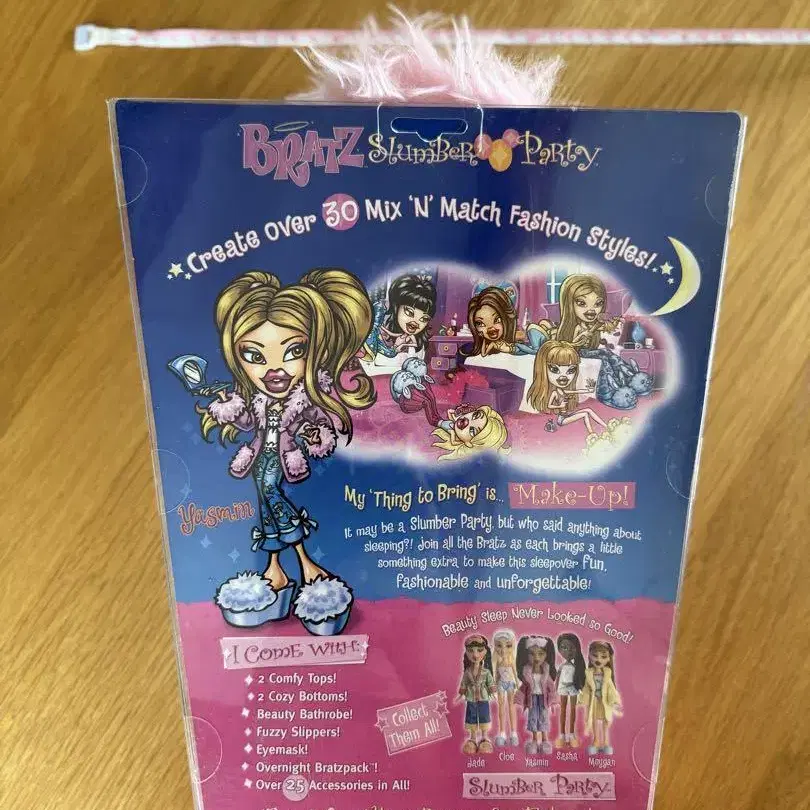 BRATZ Slumber Party
Create over 30 Mix 'N' Match Fashion Styles!
Yasmin
My 'Thing to Bring' is... Make-Up!
It may be a Slumber Party, but who said anything about
sleeping?! Join all the Bratz as each brings a little
something extra to make this sleepover fun,
fashionable and unforgettable!
Beauty Sleep Never Looked so Good!
I Come With:
2 Comfy Tops!
2 Cozy Bottoms!
Beauty Bathrobe!
Fuzzy Slippers!
Eyemask!
Overnight Bratzpack™!
Over 25 Accessories in All!
Collect
Them All!
Jade Cloe Yasmin Sasha Meygan
Slumber Party